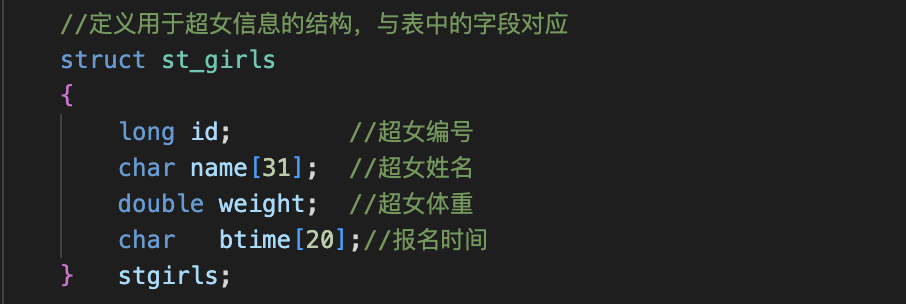 //定义用于超女信息的结构，与表中的字段对应
struct st_girls
{
    long id;        //超女编号
    char name[31];  //超女姓名
    double weight;  //超女体重
    char   btime[20];//报名时间
}   stgirls;